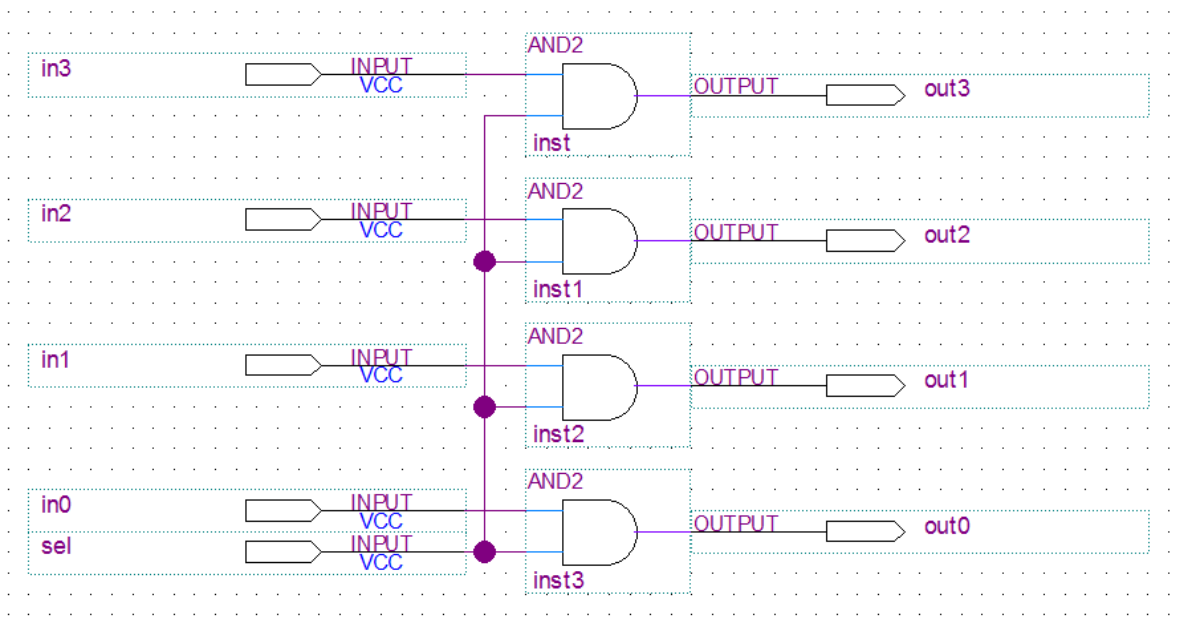 AND2
in3 INPUT VCC OUTPUT out3
inst
AND2
in2 INPUT VCC OUTPUT out2
inst1
AND2
in1 INPUT VCC OUTPUT out1
inst2
AND2
in0 INPUT VCC OUTPUT out0
sel INPUT VCC
inst3